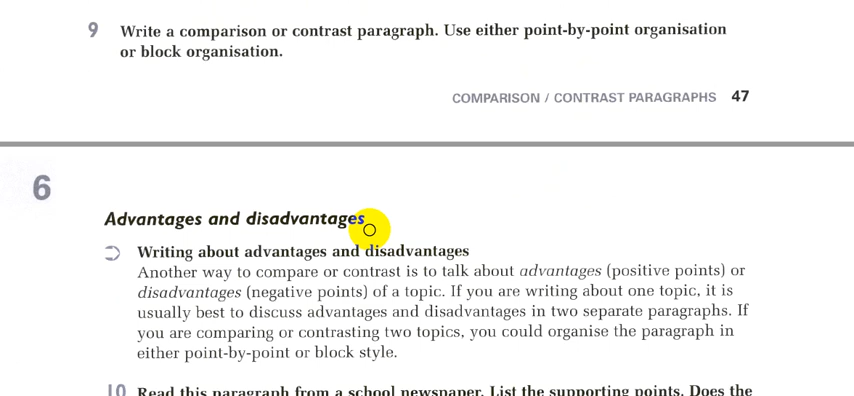 9 Write a comparison or contrast paragraph. Use either point-by-point organisation
or block organisation.
COMPARISON / CONTRAST PARAGRAPHS 47
6
Advantages and disadvantages
Writing about advantages and disadvantages
Another way to compare or contrast is to talk about advantages (positive points) or
disadvantages (negative points) of a topic. If you are writing about one topic, it is
usually best to discuss advantages and disadvantages in two separate paragraphs. If
you are comparing or contrasting two topics, you could organise the paragraph in
either point-by-point or block style.
10 Read this paragraph from a school newspaper. List the supporting points. Does the